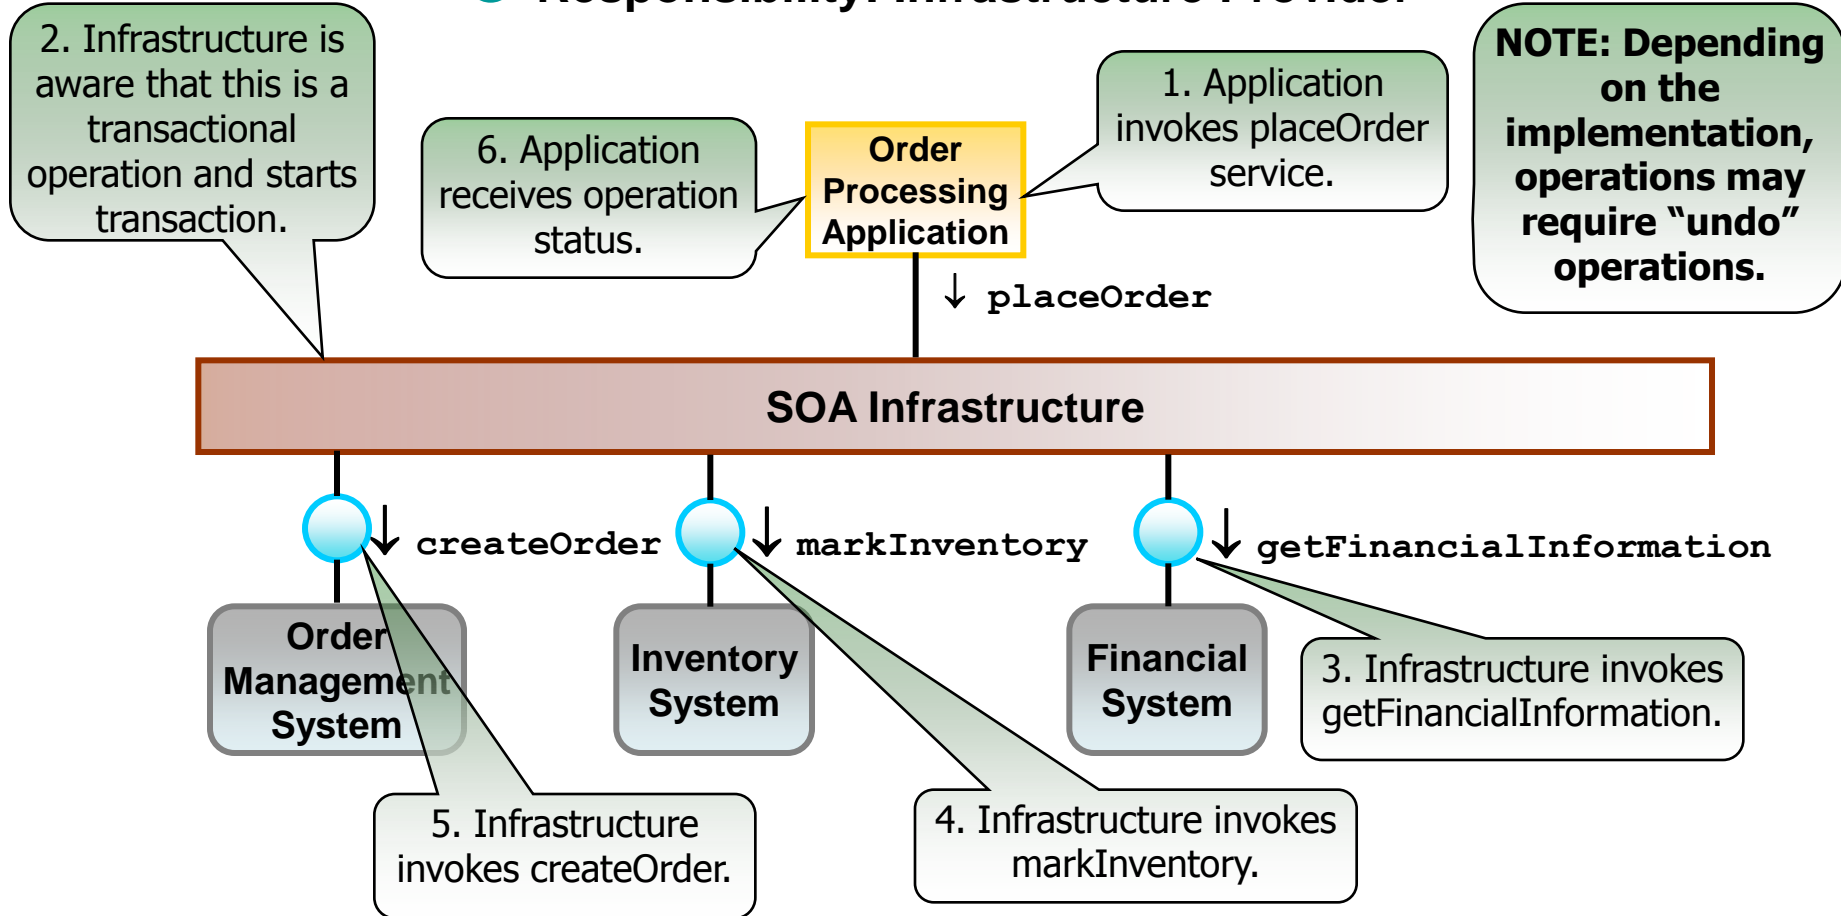 Responsibility: Infrastructure Provider
2. Infrastructure is
aware that this is a
transactional
operation and starts
transaction.
6. Application
receives operation
status.
Order
Processing
Application
1. Application
invokes placeOrder
service.
NOTE: Depending
on the
implementation,
operations may
require “undo”
operations.
↓ placeOrder
SOA Infrastructure
↓ createOrder
↓ markInventory
↓ getFinancialInformation
Order
Management
System
Inventory
System
Financial
System
3. Infrastructure invokes
getFinancialInformation.
5. Infrastructure
invokes createOrder.
4. Infrastructure invokes
markInventory.